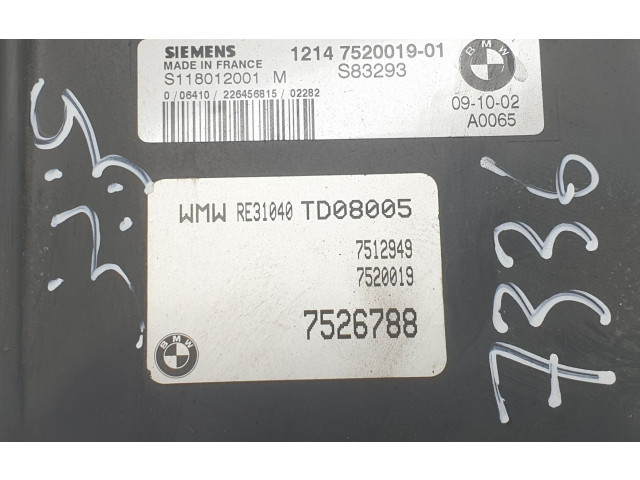 SIEMENS 1214 7520019-01
MADE IN FRANCE
S118012001 M S83293
BMW
0/06410/226456815/02282
09-10-02
A0065
WMW RE31040 TD08005
7512949
7520019
7526788
BMW
7336